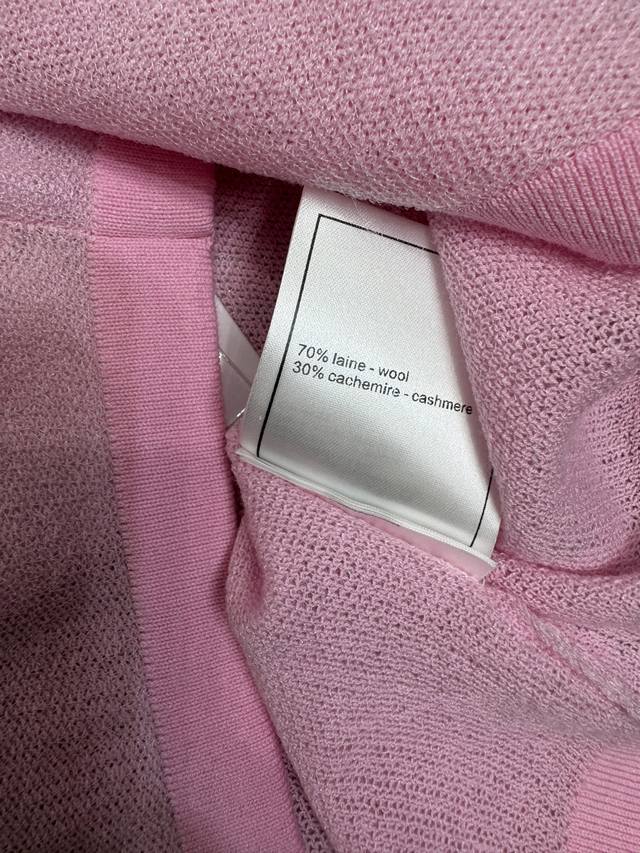 70% laine - wool
30% cachemire - cashmere